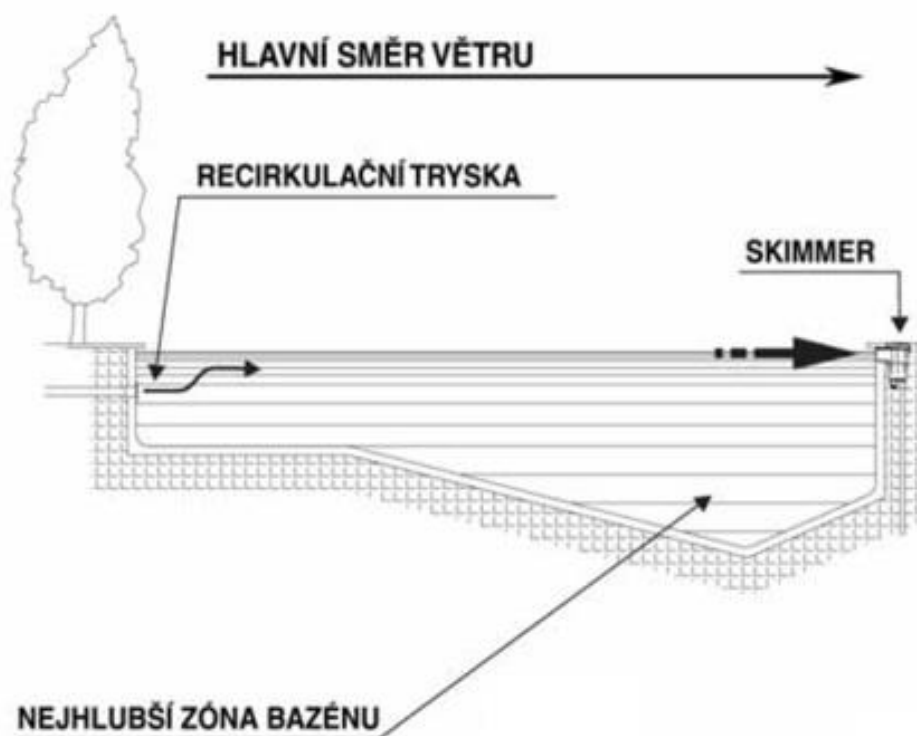 HLAVNÍ SMĚR VĚTRU
RECIRKULAČNÍ TRYSKA
SKIMMER
NEJHLUBŠÍ ZÓNA BAZÉNU